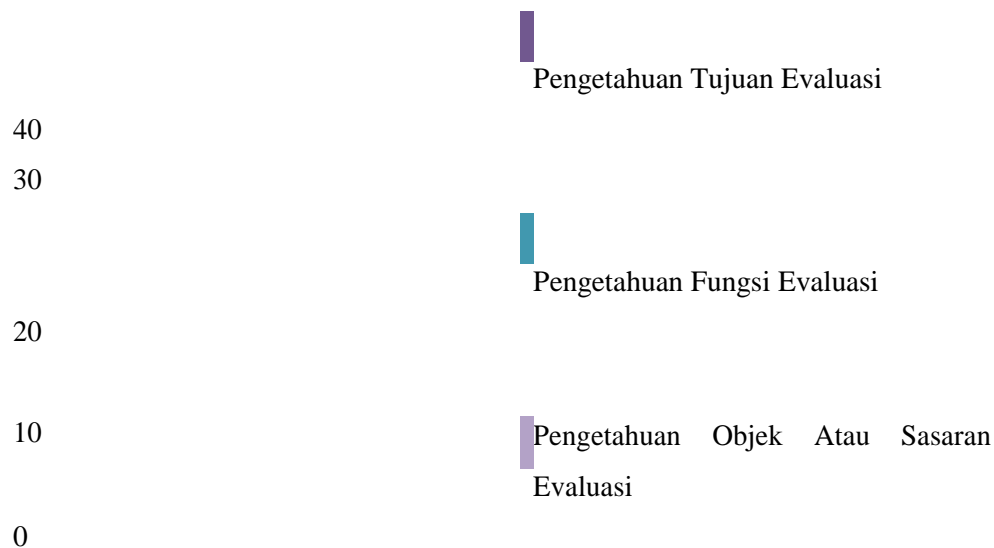 Pengetahuan Tujuan Evaluasi
40
30
Pengetahuan Fungsi Evaluasi
20
10
Pengetahuan Objek Atau Sasaran
Evaluasi
0